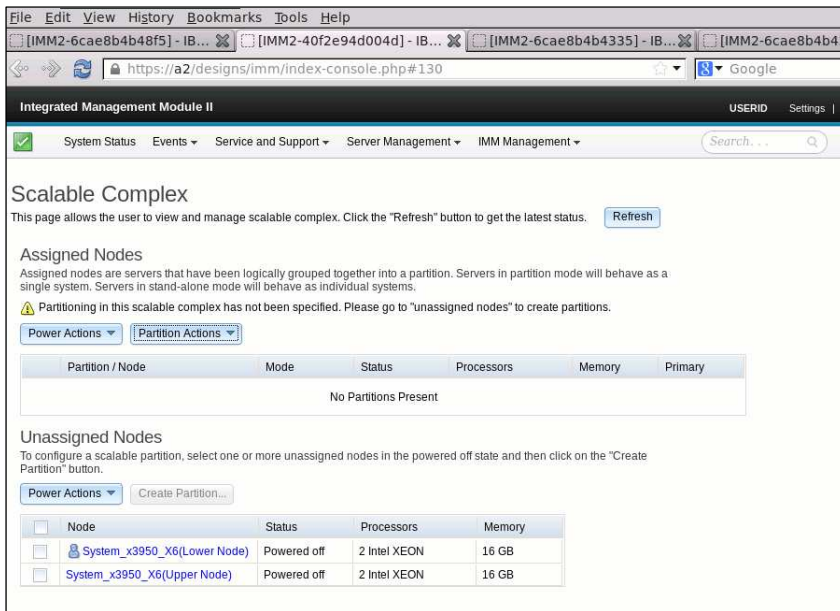 File Edit View History Bookmarks Tools Help
[IMM2-6cae8b4b48f5] - IB... [IMM2-40f2e94d004d] - IB... [IMM2-6cae8b4b4335] - IB... [IMM2-6cae8b4b4
https://a2/designs/imm/index-console.php#130 Google
Integrated Management Module II USERID Settings |
System Status Events Service and Support Server Management IMM Management Search...
Scalable Complex
This page allows the user to view and manage scalable complex. Click the "Refresh" button to get the latest status. Refresh
Assigned Nodes
Assigned nodes are servers that have been logically grouped together into a partition. Servers in partition mode will behave as a
single system. Servers in stand-alone mode will behave as individual systems.
Partitioning in this scalable complex has not been specified. Please go to "unassigned nodes" to create partitions.
Power Actions Partition Actions
Partition / Node Mode Status Processors Memory Primary
No Partitions Present
Unassigned Nodes
To configure a scalable partition, select one or more unassigned nodes in the powered off state and then click on the "Create
Partition" button.
Power Actions Create Partition...
Node Status Processors Memory
System_x3950_X6(Lower Node) Powered off 2 Intel XEON 16 GB
System_x3950_X6(Upper Node) Powered off 2 Intel XEON 16 GB